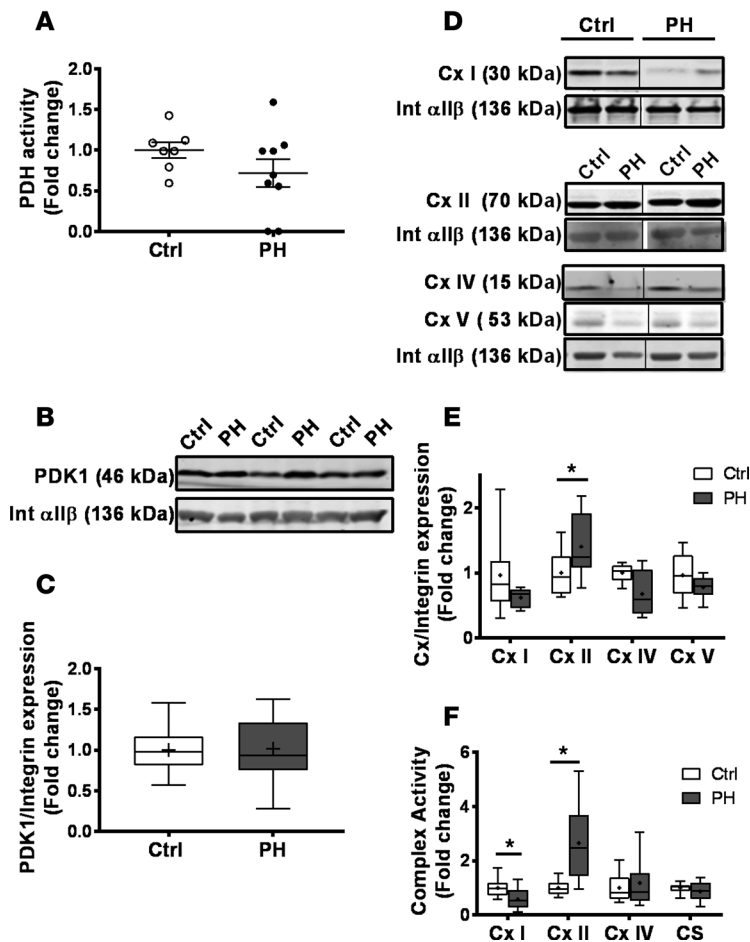 A
PDH activity
(Fold change)
2.0
1.5
1.0
0.5
0.0
Ctrl PH
B
Ctrl PH Ctrl PH Ctrl PH
PDK1 (46 kDa)
Int αIIβ (136 kDa)
C
PDK1/Integrin expression
(Fold change)
2.0
1.5
1.0
0.5
0.0
Ctrl PH
D
Ctrl PH
Cx I (30 kDa)
Int αIIβ (136 kDa)
Ctrl PH Ctrl PH
Cx II (70 kDa)
Int αIIβ (136 kDa)
Cx IV (15 kDa)
Cx V ( 53 kDa)
Int αIIβ (136 kDa)
E
Cx/Integrin expression
(Fold change)
2
1
0
*
Ctrl
PH
Cx I Cx II Cx IV Cx V
F
Complex Activity
(Fold change)
6
4
2
0
*
*
Ctrl
PH
Cx I Cx II Cx IV CS